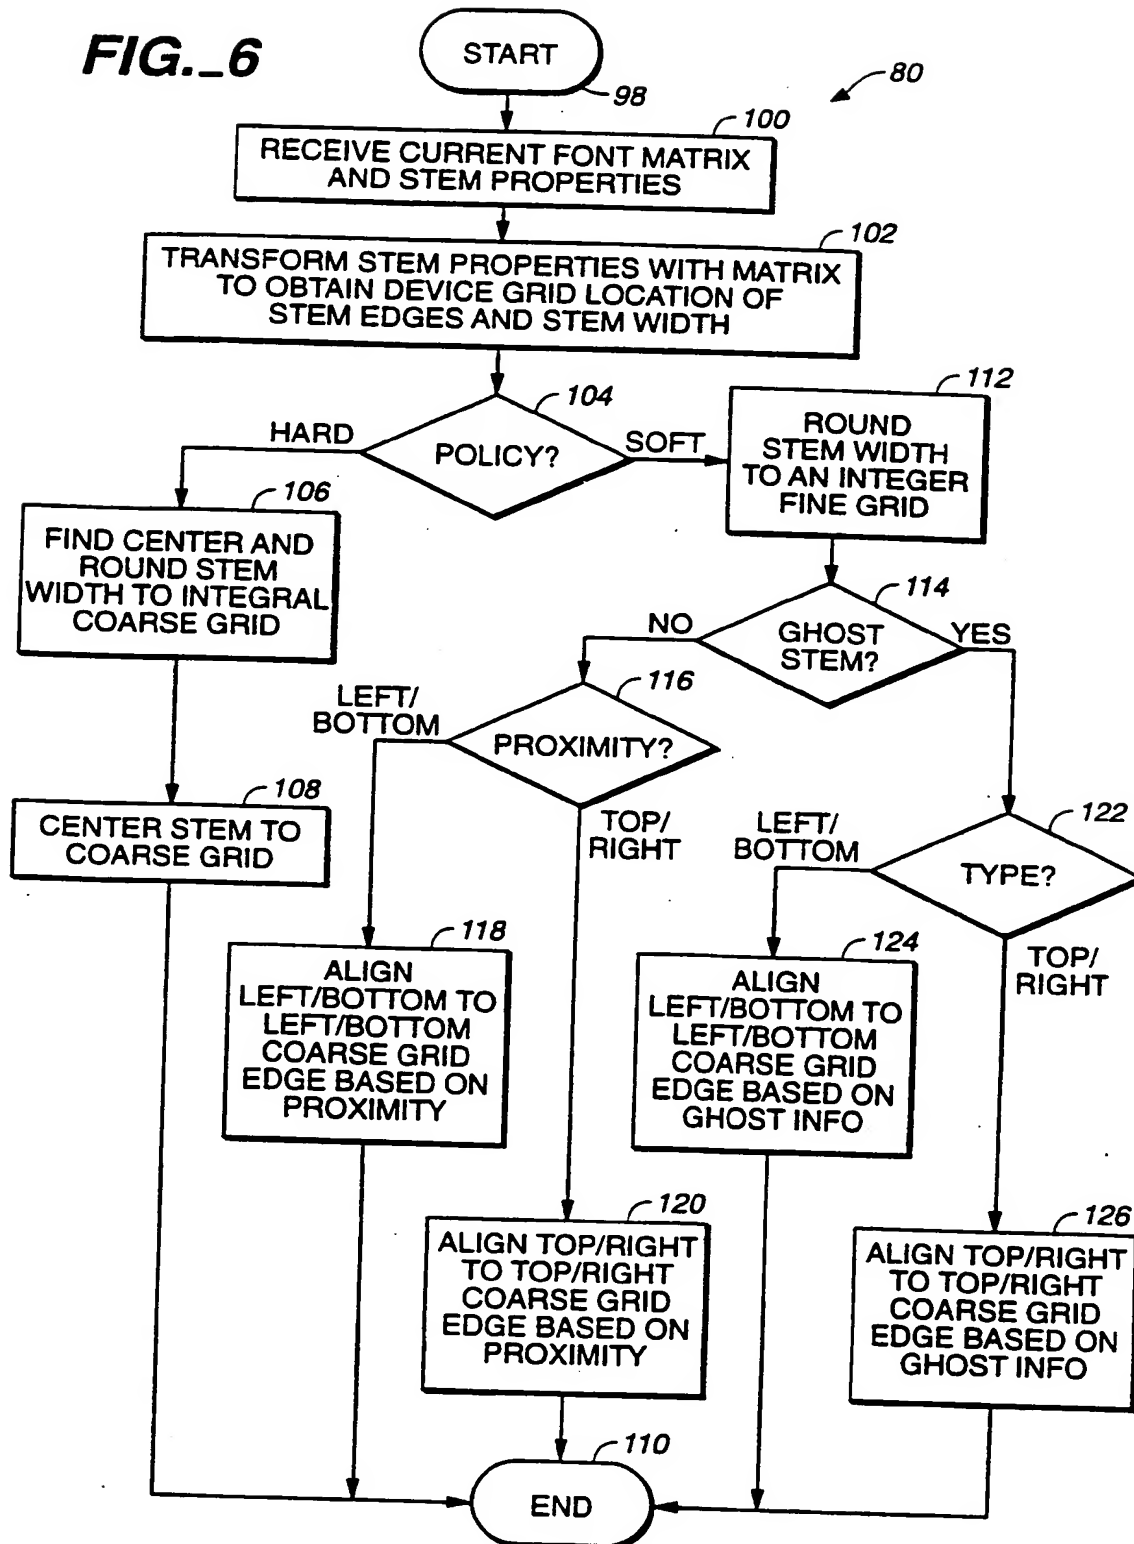 FIG._6
START
98
80
100
RECEIVE CURRENT FONT MATRIX
AND STEM PROPERTIES
102
TRANSFORM STEM PROPERTIES WITH MATRIX
TO OBTAIN DEVICE GRID LOCATION OF
STEM EDGES AND STEM WIDTH
104
POLICY?
HARD
SOFT
112
ROUND
STEM WIDTH
TO AN INTEGER
FINE GRID
106
FIND CENTER AND
ROUND STEM
WIDTH TO INTEGRAL
COARSE GRID
114
GHOST
STEM?
NO
YES
116
PROXIMITY?
LEFT/
BOTTOM
TOP/
RIGHT
108
CENTER STEM TO
COARSE GRID
122
TYPE?
LEFT/
BOTTOM
TOP/
RIGHT
118
ALIGN
LEFT/BOTTOM TO
LEFT/BOTTOM
COARSE GRID
EDGE BASED ON
PROXIMITY
124
ALIGN
LEFT/BOTTOM TO
LEFT/BOTTOM
COARSE GRID
EDGE BASED ON
GHOST INFO
120
ALIGN TOP/RIGHT
TO TOP/RIGHT
COARSE GRID
EDGE BASED ON
PROXIMITY
126
ALIGN TOP/RIGHT
TO TOP/RIGHT
COARSE GRID
EDGE BASED ON
GHOST INFO
110
END